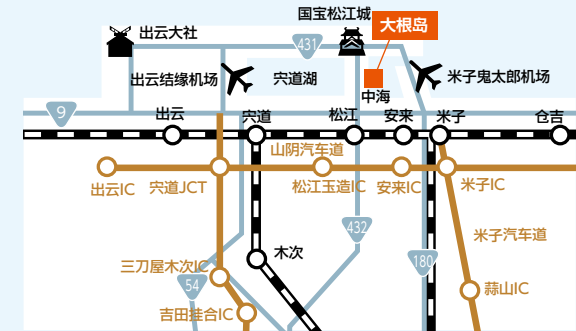 国宝松江城
大根岛
出云大社
431
出云结缘机场
宍道湖
中海
米子鬼太郎机场
9
出云
宍道
松江
安来
米子
仓吉
山阴汽车道
出云IC
宍道JCT
松江玉造IC
安来IC
米子IC
432
米子汽车道
木次
180
三刀屋木次IC
54
蒜山IC
吉田挂合IC